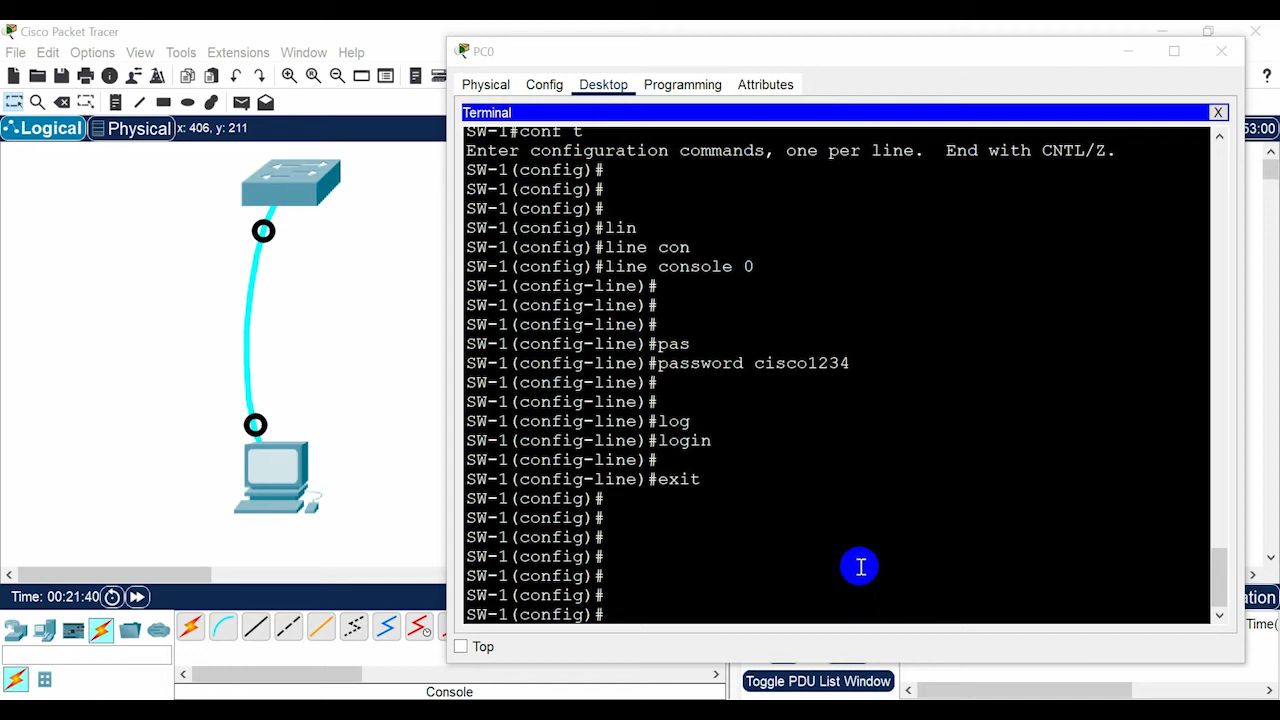 Cisco Packet Tracer
File Edit Options View Tools Extensions Window Help
Logical Physical x: 406, y: 211
PC0
Physical Config Desktop Programming Attributes
Terminal X
SW-1#conf t
Enter configuration commands, one per line.  End with CNTL/Z.
SW-1(config)#
SW-1(config)#
SW-1(config)#
SW-1(config)#lin
SW-1(config)#line con
SW-1(config)#line console 0
SW-1(config-line)#
SW-1(config-line)#
SW-1(config-line)#
SW-1(config-line)#pas
SW-1(config-line)#password cisco1234
SW-1(config-line)#
SW-1(config-line)#
SW-1(config-line)#log
SW-1(config-line)#login
SW-1(config-line)#
SW-1(config-line)#exit
SW-1(config)#
SW-1(config)#
SW-1(config)#
SW-1(config)#
SW-1(config)#
SW-1(config)#
SW-1(config)#
Top
53:00
Time: 00:21:40
ation
Time(
Console
Toggle PDU List Window